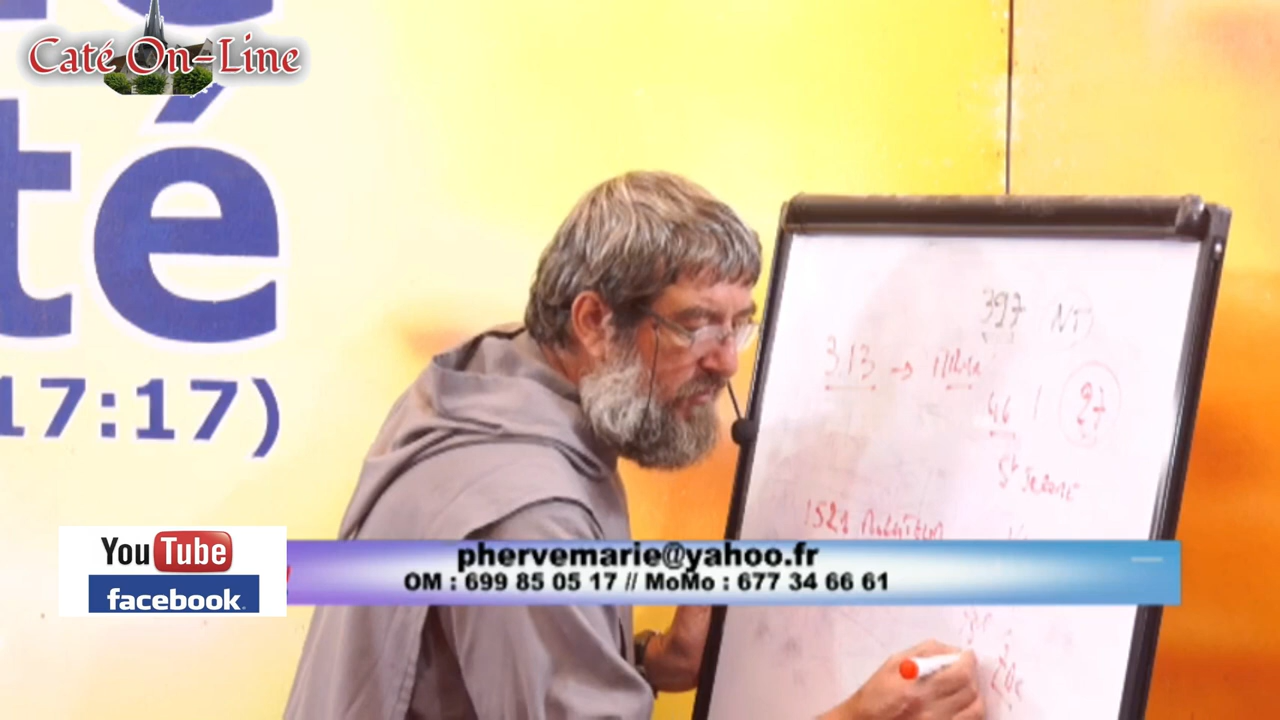 Caté On-Line
té
17:17)
397 NT
313 →
46 / 27
St Jerome
1521
You Tube
facebook
phervemarie@yahoo.fr
OM : 699 85 05 17 // MoMo : 677 34 66 61